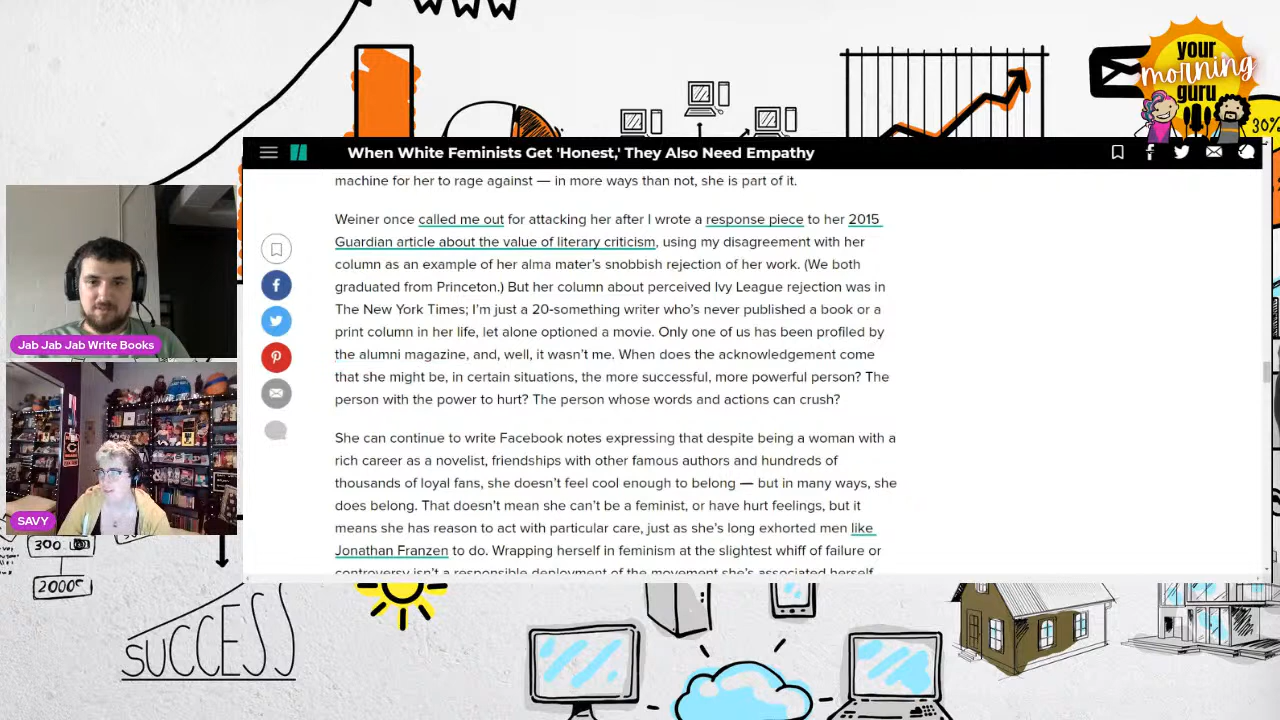 your
morning
guru
30%
When White Feminists Get 'Honest,' They Also Need Empathy
machine for her to rage against — in more ways than not, she is part of it.
Weiner once called me out for attacking her after I wrote a response piece to her 2015
Guardian article about the value of literary criticism, using my disagreement with her
column as an example of her alma mater's snobbish rejection of her work. (We both
graduated from Princeton.) But her column about perceived Ivy League rejection was in
The New York Times; I'm just a 20-something writer who's never published a book or a
print column in her life, let alone optioned a movie. Only one of us has been profiled by
the alumni magazine, and, well, it wasn't me. When does the acknowledgement come
that she might be, in certain situations, the more successful, more powerful person? The
person with the power to hurt? The person whose words and actions can crush?
She can continue to write Facebook notes expressing that despite being a woman with a
rich career as a novelist, friendships with other famous authors and hundreds of
thousands of loyal fans, she doesn't feel cool enough to belong — but in many ways, she
does belong. That doesn't mean she can't be a feminist, or have hurt feelings, but it
means she has reason to act with particular care, just as she's long exhorted men like
Jonathan Franzen to do. Wrapping herself in feminism at the slightest whiff of failure or
controversy isn't a responsible deployment of the movement she's associated herself
Jab Jab Jab Write Books
SAVY
300
2000
SUCCESS